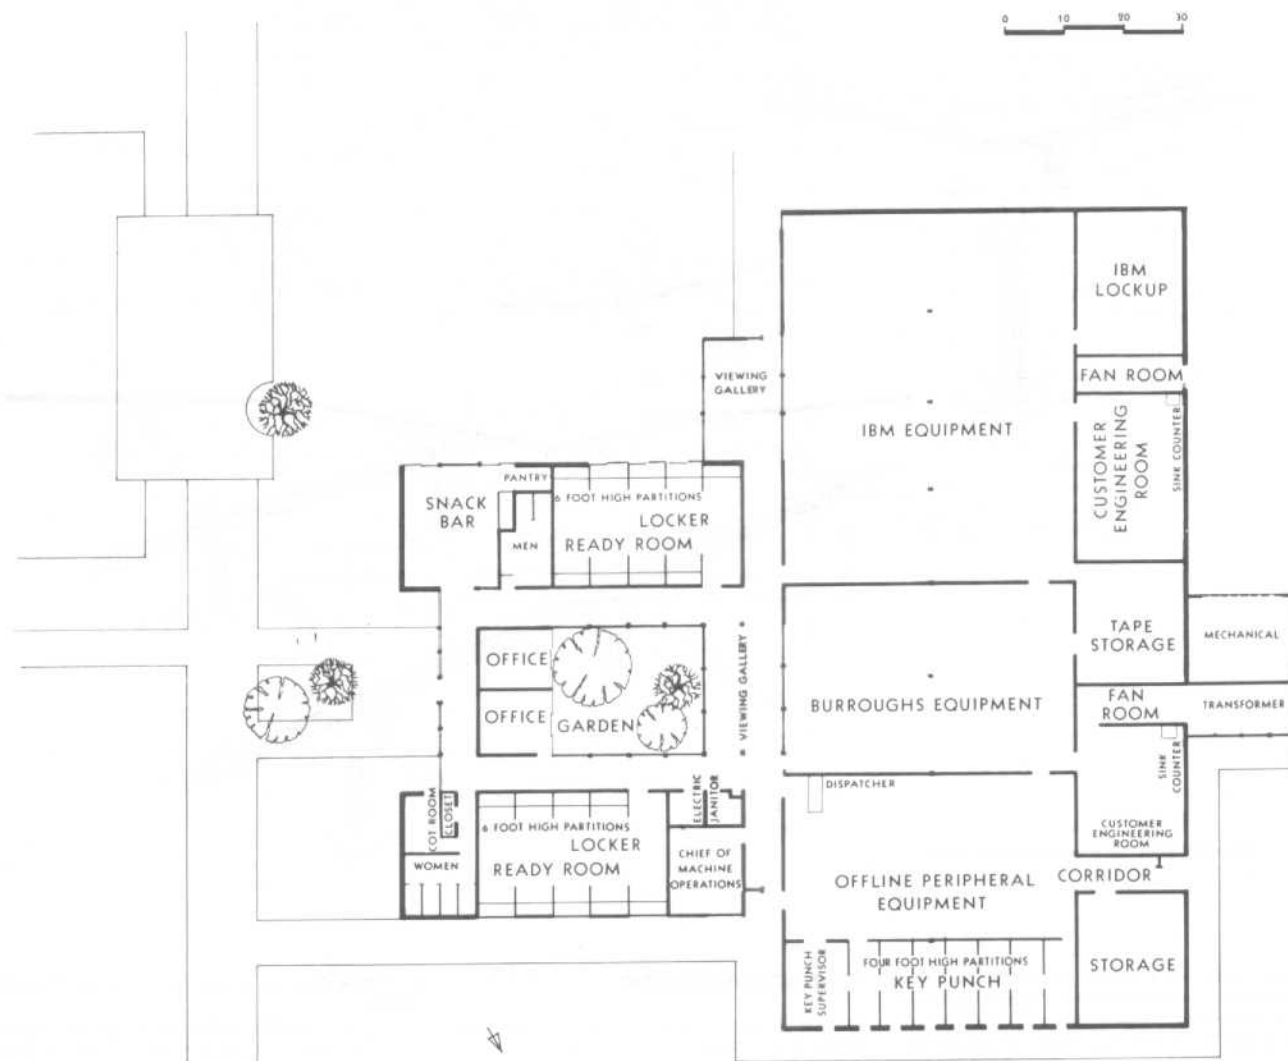 0 10 20 30
IBM
LOCKUP
VIEWING
GALLERY
FAN ROOM
IBM EQUIPMENT
CUSTOMER
ENGINEERING
ROOM
SINK COUNTER
PANTRY
SNACK
BAR
6 FOOT HIGH PARTITIONS
LOCKER
READY ROOM
MEN
TAPE
STORAGE
MECHANICAL
OFFICE
OFFICE
GARDEN
VIEWING GALLERY
BURROUGHS EQUIPMENT
FAN
ROOM
TRANSFORMER
SINK
COUNTER
DISPATCHER
COT ROOM
CLOSET
6 FOOT HIGH PARTITIONS
LOCKER
READY ROOM
ELECTRIC
JANITOR
CUSTOMER
ENGINEERING
ROOM
WOMEN
CHIEF OF
MACHINE
OPERATIONS
OFFLINE PERIPHERAL
EQUIPMENT
CORRIDOR
KEY PUNCH
SUPERVISOR
FOUR FOOT HIGH PARTITIONS
KEY PUNCH
STORAGE